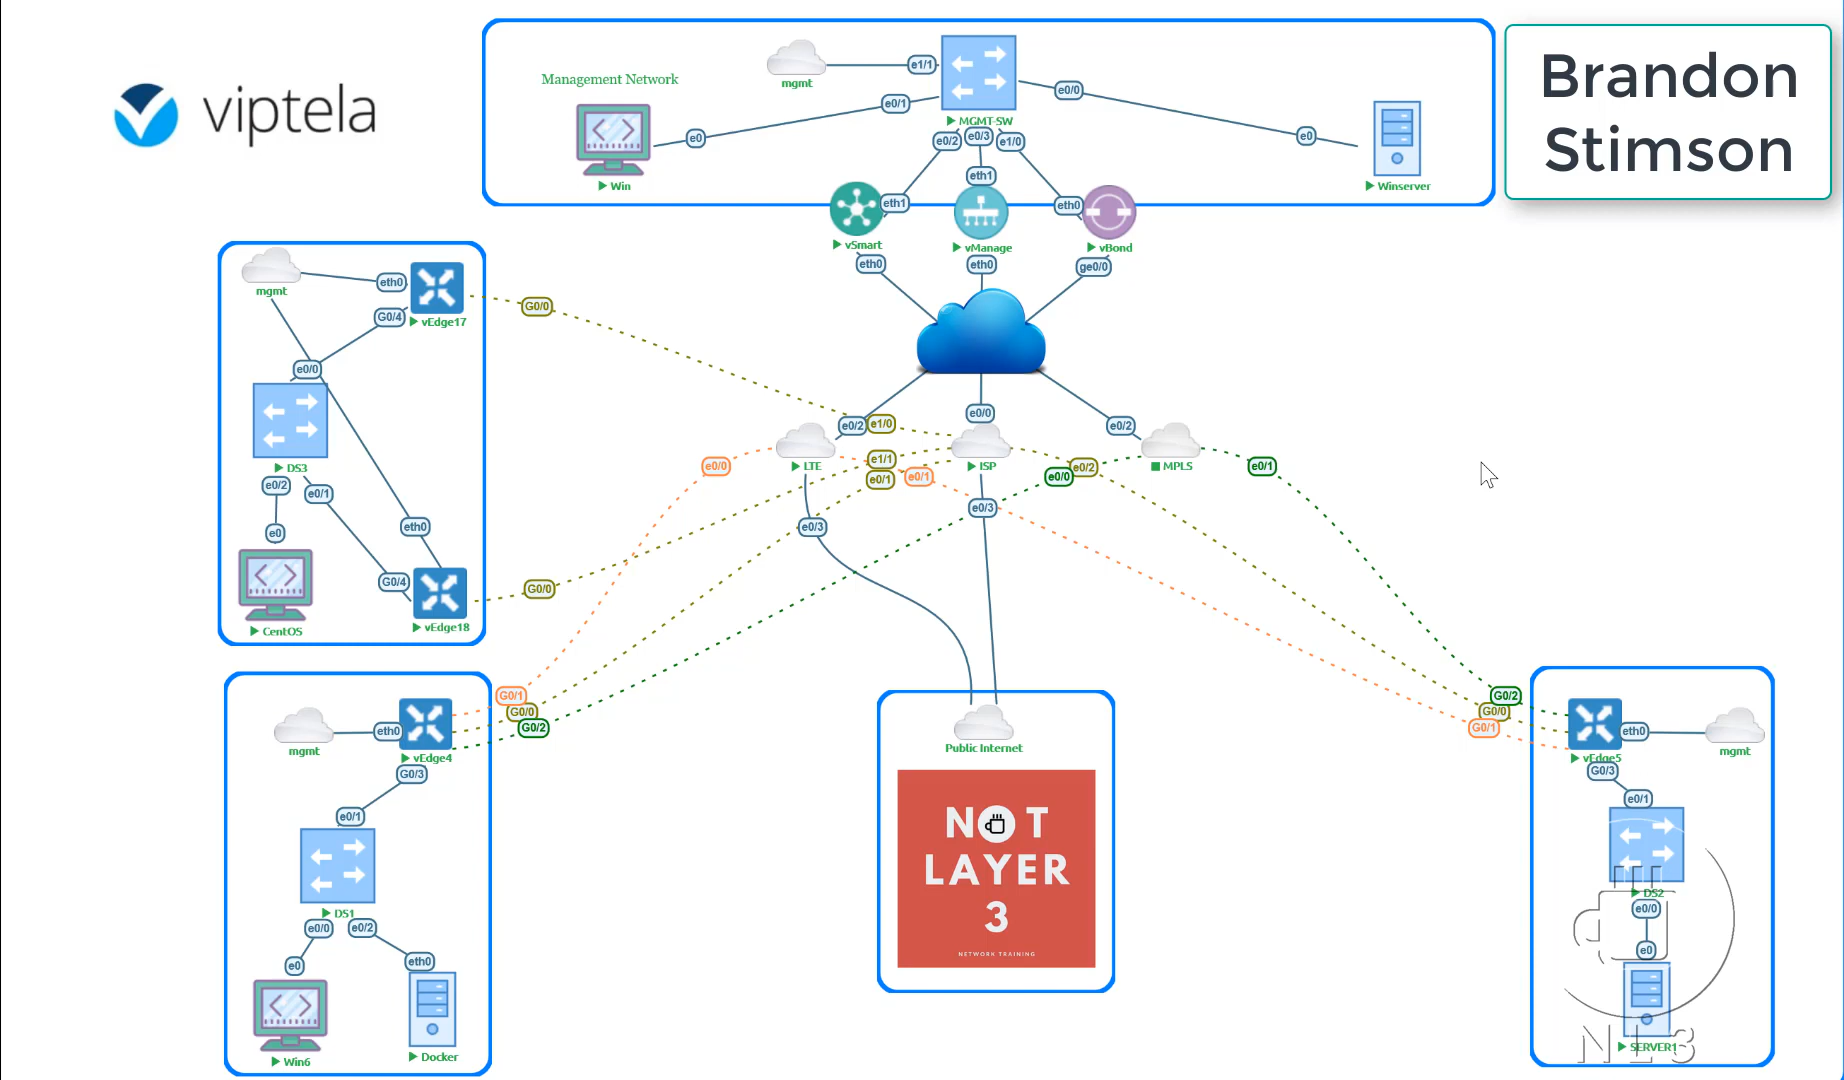 Brandon
Stimson
viptela
Management Network
mgmt
e1/1
e0/1
e0/0
e0
e0
MGMT-SW
e0/2
e0/3
e1/0
Win
Winserver
eth1
eth1
eth0
vSmart
vManage
vBond
eth0
eth0
ge0/0
mgmt
eth0
G0/4
vEdge17
G0/0
e0/0
DS3
e0/2
e0/1
e0
eth0
G0/4
CentOS
vEdge18
G0/0
e0/2
e1/0
e0/0
e0/2
e0/0
LTE
e1/1
e0/1
e0/1
ISP
e0/0
e0/2
MPLS
e0/1
e0/3
e0/3
G0/1
G0/0
G0/2
mgmt
eth0
vEdge4
G0/3
e0/1
DS1
e0/0
e0/2
e0
eth0
Win6
Docker
Public Internet
NOT
LAYER
3
NETWORK TRAINING
G0/2
G0/0
G0/1
eth0
mgmt
vEdge5
G0/3
e0/1
DS2
e0/0
e0
SERVER1
NL3